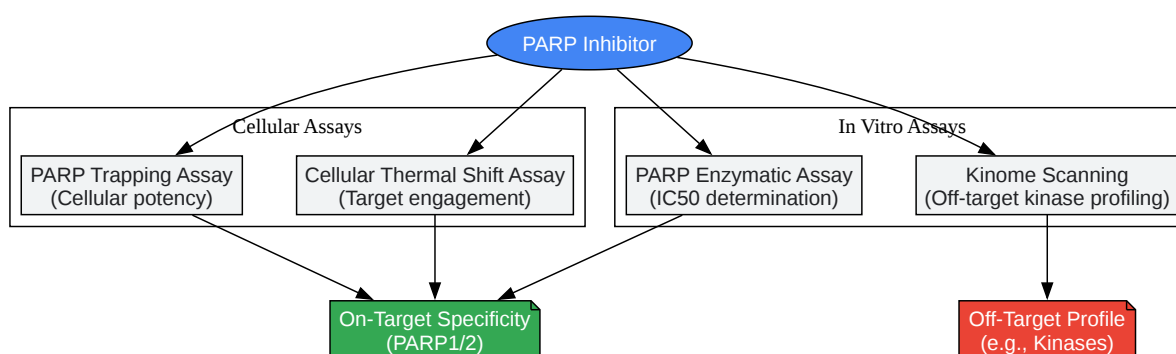 PARP Inhibitor
Cellular Assays
In Vitro Assays
PARP Trapping Assay
(Cellular potency)
Cellular Thermal Shift Assay
(Target engagement)
PARP Enzymatic Assay
(IC50 determination)
Kinome Scanning
(Off-target kinase profiling)
On-Target Specificity
(PARP1/2)
Off-Target Profile
(e.g., Kinases)